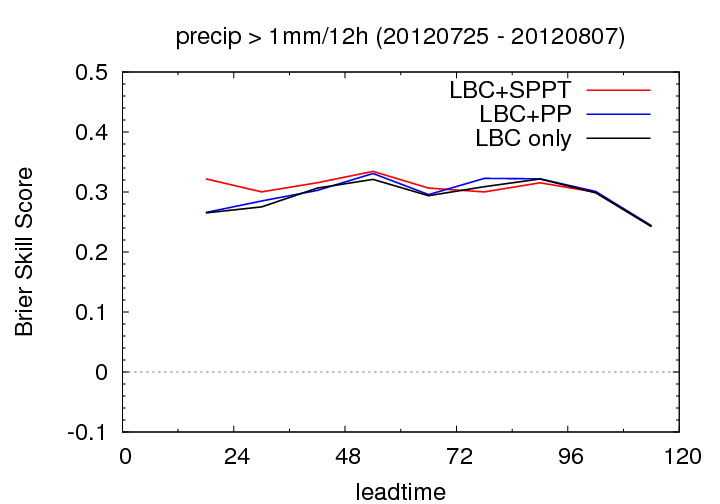 precip > 1mm/12h (20120725 - 20120807)
LBC+SPPT
LBC+PP
LBC only
Brier Skill Score
0.5
0.4
0.3
0.2
0.1
0
-0.1
0 24 48 72 96 120
leadtime